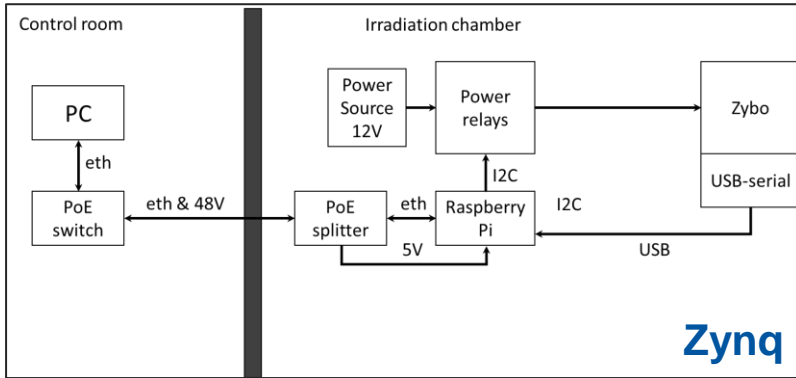 Control room
Irradiation chamber
PC
eth
PoE
switch
eth & 48V
PoE
splitter
eth
5V
Power
Source
12V
Power
relays
I2C
Raspberry
Pi
I2C
Zybo
USB-serial
USB
Zynq